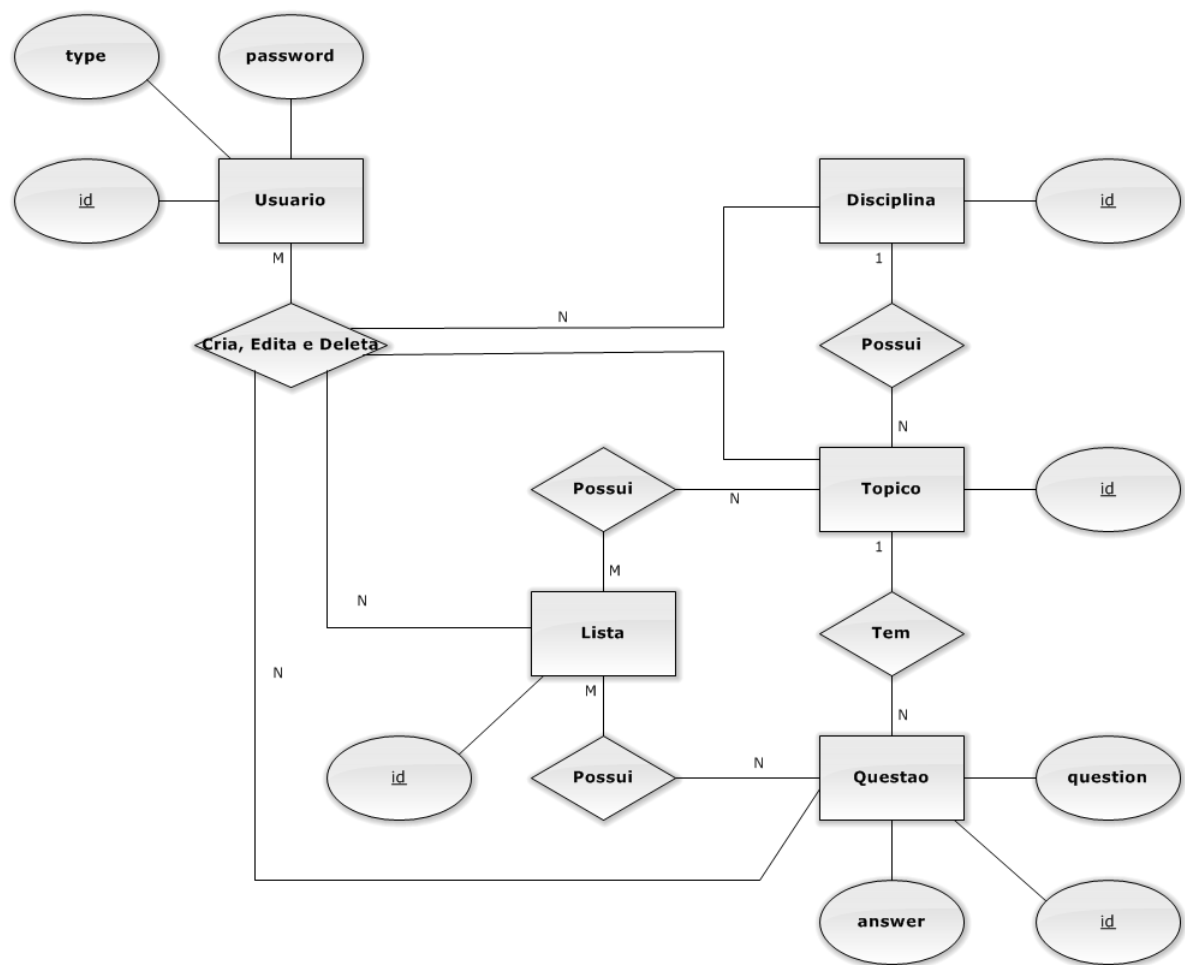 type
password
id
Usuario
Disciplina
id
M
1
N
Cria, Edita e Deleta
Possui
N
Possui
N
Topico
id
1
M
N
Lista
Tem
N
M
N
id
Possui
N
Questao
question
answer
id